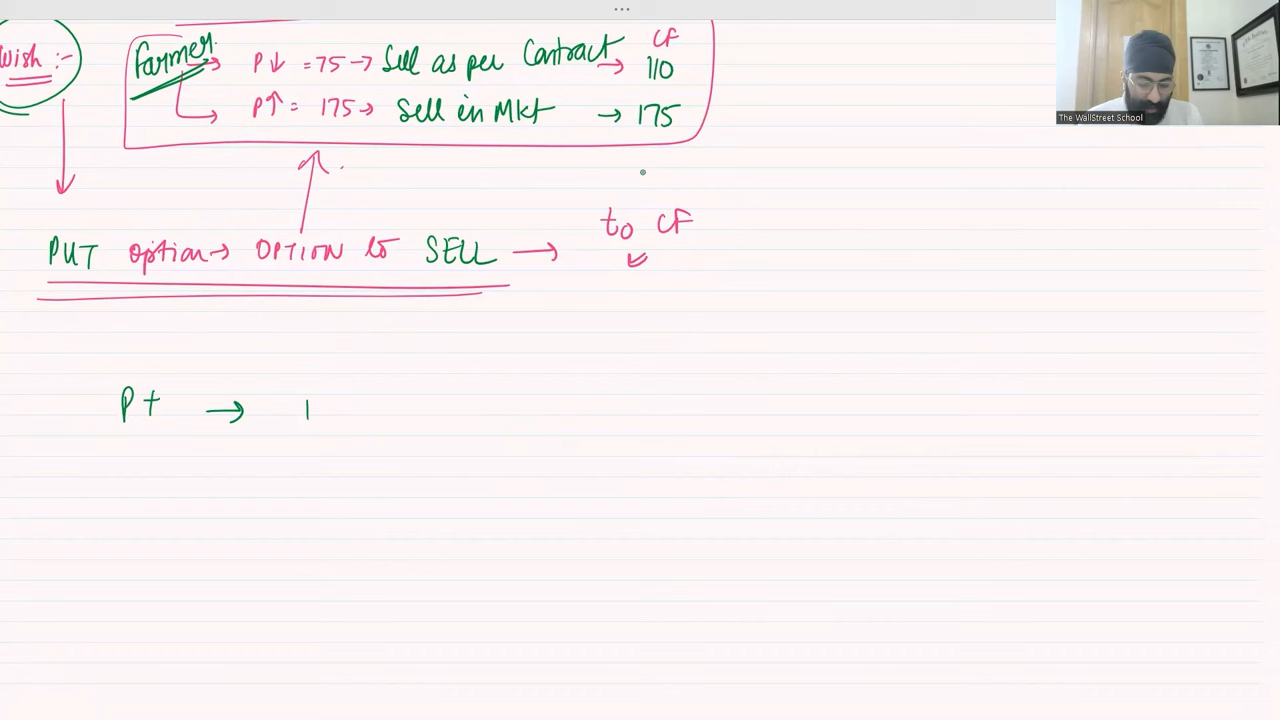 CF
Wish :-
Farmer → P↓ = 75 → Sell as per Contract → 110
→ P↑ = 175 → Sell in Mkt → 175
to CF
PUT option → OPTION to SELL →
P+ → 1
The WallStreet School